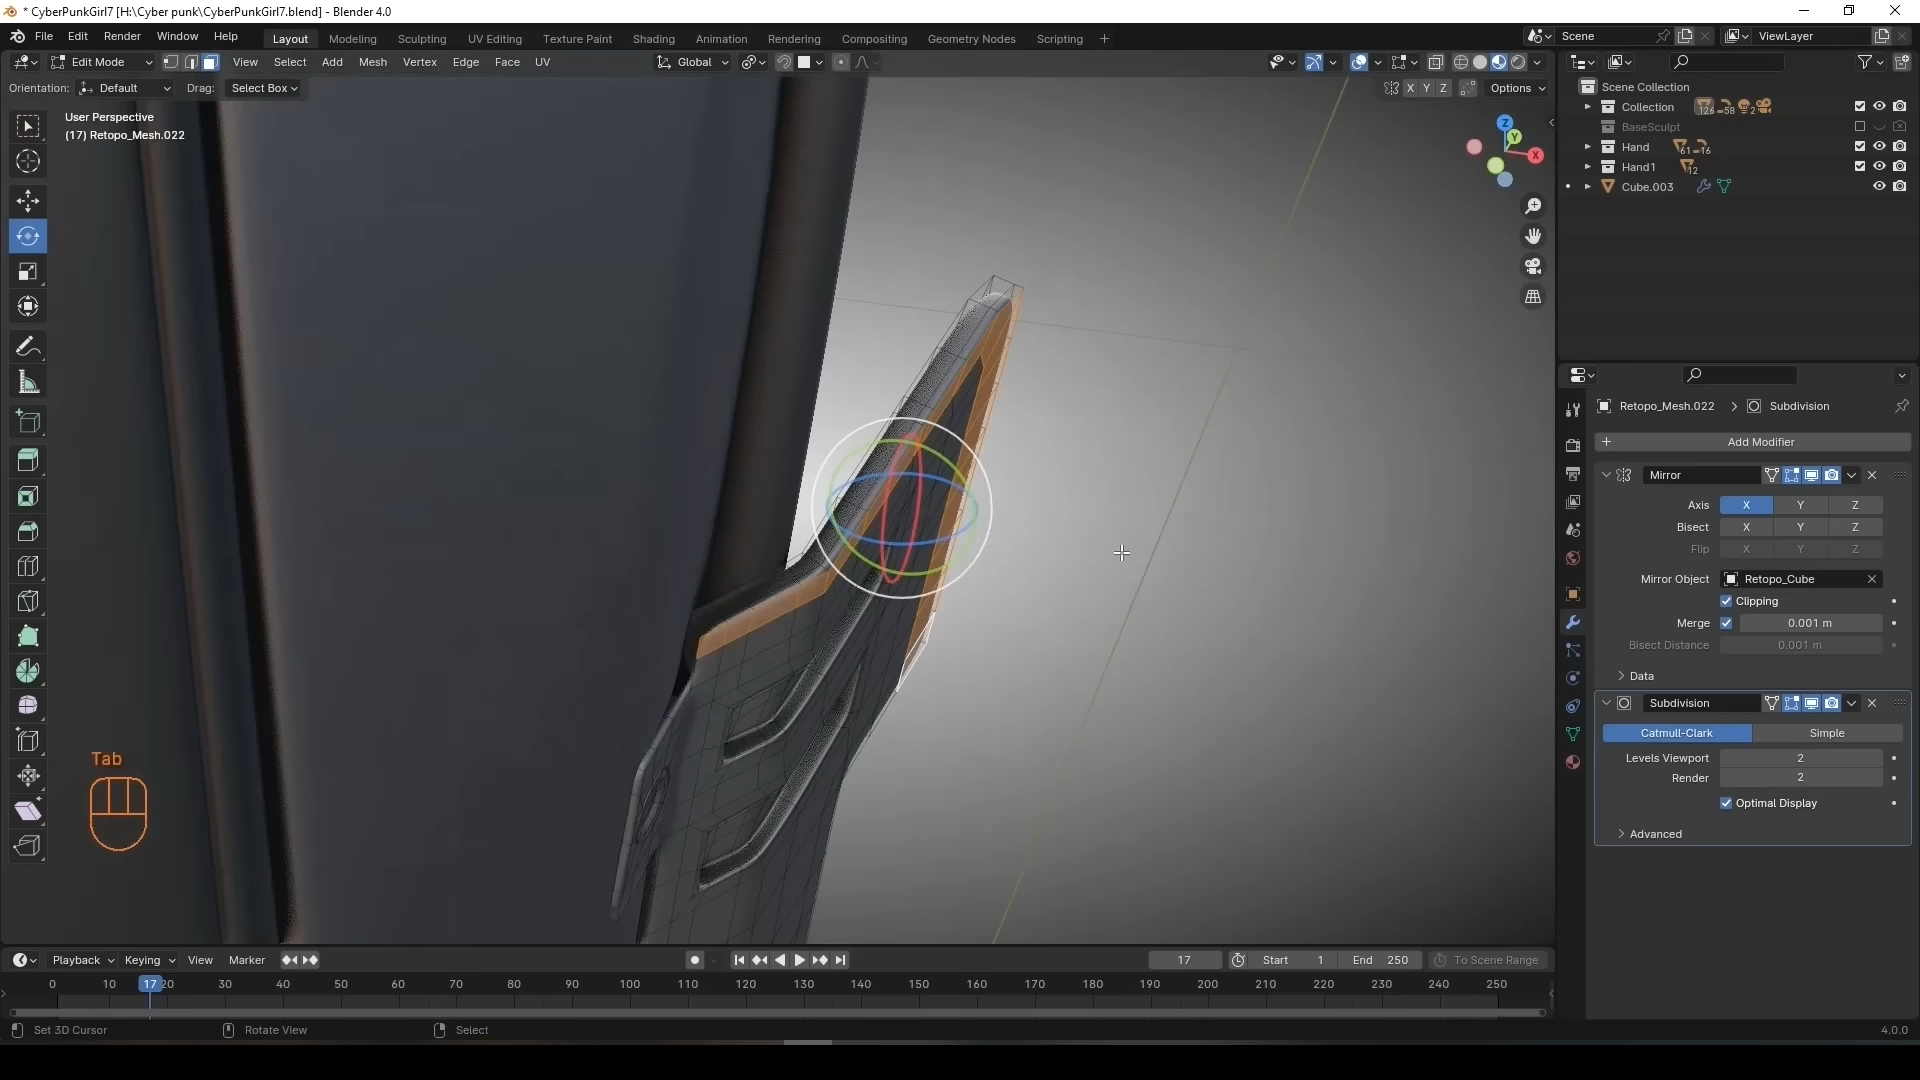 * CyberPunkGirl7 [H:\Cyber punk\CyberPunkGirl7.blend] - Blender 4.0
File Edit Render Window Help Layout Modeling Sculpting UV Editing Texture Paint Shading Animation Rendering Compositing Geometry Nodes Scripting + Scene ViewLayer
Edit Mode View Select Add Mesh Vertex Edge Face UV Global
Orientation: Default Drag: Select Box X Y Z Options
User Perspective
(17) Retopo_Mesh.022
Z
Y
X
Scene Collection
Collection 126 58 2
BaseSculpt
Hand 61 16
Hand1 12
Cube.003
Retopo_Mesh.022 Subdivision
+ Add Modifier
Mirror
Axis X Y Z
Bisect X Y Z
Flip X Y Z
Mirror Object Retopo_Cube
Clipping
Merge 0.001 m
Bisect Distance 0.001 m
Data
Subdivision
Catmull-Clark Simple
Levels Viewport 2
Render 2
Optimal Display
Advanced
Tab
Playback Keying View Marker 17 Start 1 End 250 To Scene Range
0 10 17 20 30 40 50 60 70 80 90 100 110 120 130 140 150 160 170 180 190 200 210 220 230 240 250
Set 3D Cursor Rotate View Select 4.0.0